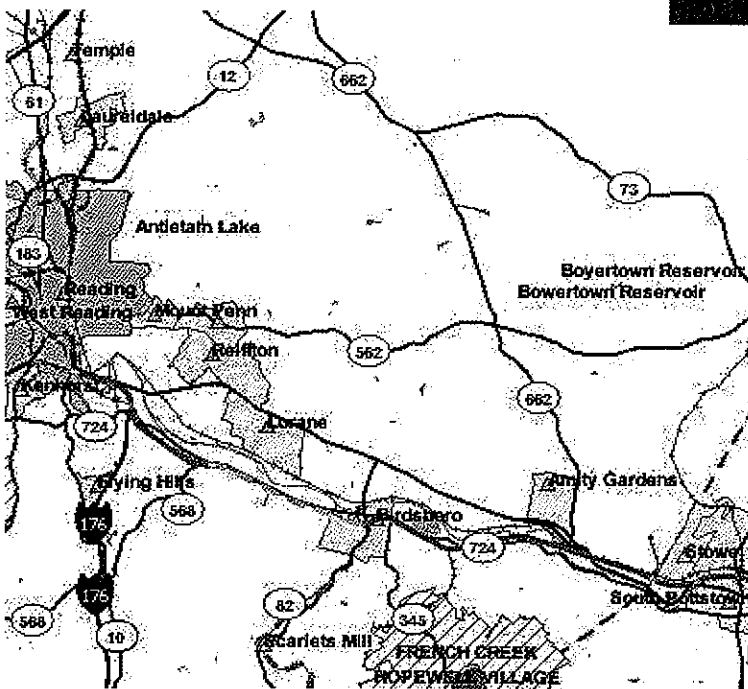 Temple
12
662
61
Laureldale
73
Antietam Lake
183
Boyertown Reservoir
Reading
Bowertown Reservoir
West Reading
Mount Penn
Reiffton
562
Kenhorst
662
724
Lorane
Flying Hills
Amity Gardens
568
Birdsboro
176
724
Stowe
176
82
345
South Pottstown
568
10
Scarlets Mill
FRENCH CREEK
HOPEWELL VILLAGE